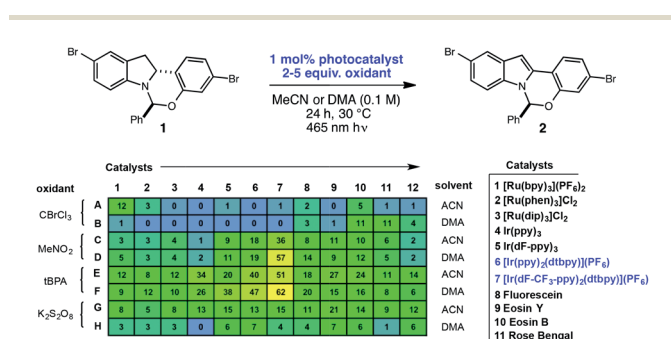 Br
Br
N
O
Ph
1
1 mol% photocatalyst
2-5 equiv. oxidant
MeCN or DMA (0.1 M)
24 h, 30 °C
465 nm hν
Br
Br
N
O
Ph
2
Catalysts
oxidant 1 2 3 4 5 6 7 8 9 10 11 12 solvent
CBrCl3 A 12 3 0 0 1 0 1 2 0 5 1 1 ACN
B 1 0 0 0 0 0 0 3 1 11 11 4 DMA
MeNO2 C 3 3 4 1 9 18 36 8 11 10 6 2 ACN
D 5 3 4 2 11 19 57 14 9 8 6 2 DMA
tBPA E 12 8 12 34 20 40 51 18 27 24 11 14 ACN
F 9 12 10 26 38 47 62 20 15 16 8 6 DMA
K2S2O8 G 8 5 8 13 15 13 15 11 21 14 9 12 ACN
H 3 3 3 0 6 7 4 4 7 6 1 6 DMA
Catalysts
1 [Ru(bpy)3](PF6)2
2 [Ru(phen)3]Cl2
3 [Ru(dip)3]Cl2
4 Ir(ppy)3
5 Ir(dF-ppy)3
6 [Ir(ppy)2(dtbpy)](PF6)
7 [Ir(dF-CF3-ppy)2(dtbpy)](PF6)
8 Fluorescein
9 Eosin Y
10 Eosin B
11 Rose Bengal